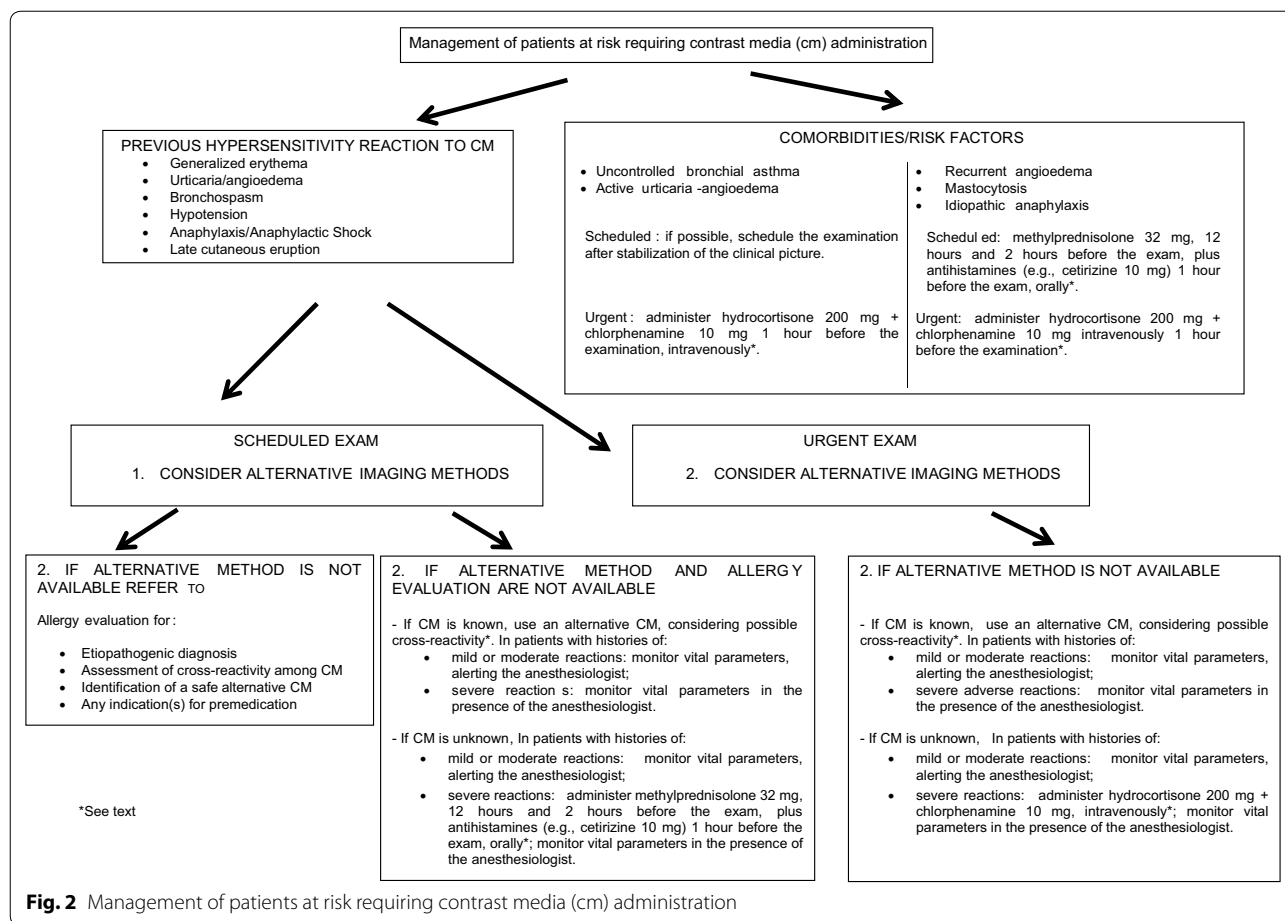 Management of patients at risk requiring contrast media (cm) administration
PREVIOUS HYPERSENSITIVITY REACTION TO CM
• Generalized erythema
• Urticaria/angioedema
• Bronchospasm
• Hypotension
• Anaphylaxis/Anaphylactic Shock
• Late cutaneous eruption
COMORBIDITIES/RISK FACTORS
• Uncontrolled bronchial asthma
• Active urticaria -angioedema
Scheduled : if possible, schedule the examination
after stabilization of the clinical picture.
Urgent : administer hydrocortisone 200 mg +
chlorphenamine 10 mg 1 hour before the
examination, intravenously*.
• Recurrent angioedema
• Mastocytosis
• Idiopathic anaphylaxis
Schedul ed: methylprednisolone 32 mg, 12
hours and 2 hours before the exam, plus
antihistamines (e.g., cetirizine 10 mg) 1 hour
before the exam, orally*.
Urgent: administer hydrocortisone 200 mg +
chlorphenamine 10 mg intravenously 1 hour
before the examination*.
SCHEDULED EXAM
1. CONSIDER ALTERNATIVE IMAGING METHODS
URGENT EXAM
2. CONSIDER ALTERNATIVE IMAGING METHODS
2. IF ALTERNATIVE METHOD IS NOT
AVAILABLE REFER TO
Allergy evaluation for :
• Etiopathogenic diagnosis
• Assessment of cross-reactivity among CM
• Identification of a safe alternative CM
• Any indication(s) for premedication
*See text
2. IF ALTERNATIVE METHOD AND ALLERG Y
EVALUATION ARE NOT AVAILABLE
- If CM is known, use an alternative CM, considering possible
cross-reactivity*. In patients with histories of:
• mild or moderate reactions: monitor vital parameters,
alerting the anesthesiologist;
• severe reaction s: monitor vital parameters in the
presence of the anesthesiologist.
- If CM is unknown, In patients with histories of:
• mild or moderate reactions: monitor vital parameters,
alerting the anesthesiologist;
• severe reactions: administer methylprednisolone 32 mg,
12 hours and 2 hours before the exam, plus
antihistamines (e.g., cetirizine 10 mg) 1 hour before the
exam, orally*; monitor vital parameters in the presence of
the anesthesiologist.
2. IF ALTERNATIVE METHOD IS NOT AVAILABLE
- If CM is known, use an alternative CM, considering possible
cross-reactivity*. In patients with histories of:
• mild or moderate reactions: monitor vital parameters,
alerting the anesthesiologist;
• severe adverse reactions: monitor vital parameters in
the presence of the anesthesiologist.
- If CM is unknown, In patients with histories of:
• mild or moderate reactions: monitor vital parameters,
alerting the anesthesiologist;
• severe reactions: administer hydrocortisone 200 mg +
chlorphenamine 10 mg, intravenously*; monitor vital
parameters in the presence of the anesthesiologist.
Fig. 2 Management of patients at risk requiring contrast media (cm) administration